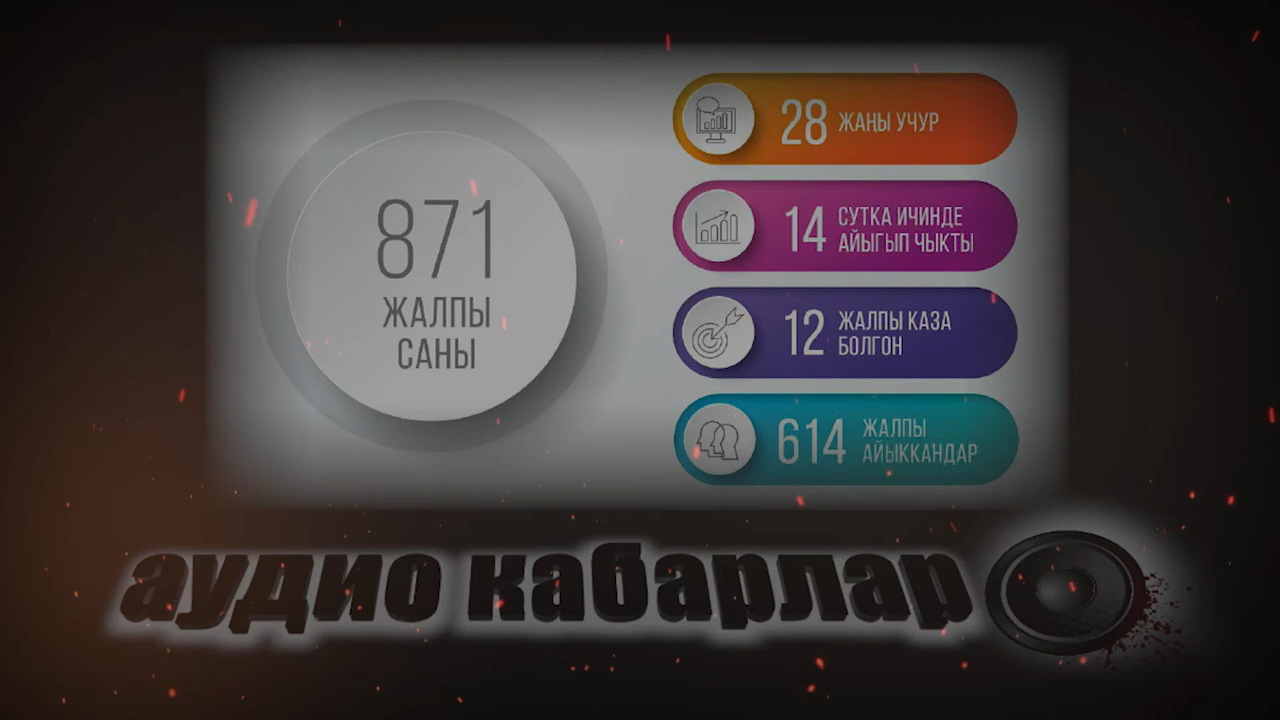 871
ЖАЛПЫ
САНЫ
28 ЖАҢЫ УЧУР
14 СУТКА ИЧИНДЕ
АЙЫГЫП ЧЫКТЫ
12 ЖАЛПЫ КАЗА
БОЛГОН
614 ЖАЛПЫ
АЙЫККАНДАР
аудио кабарлар